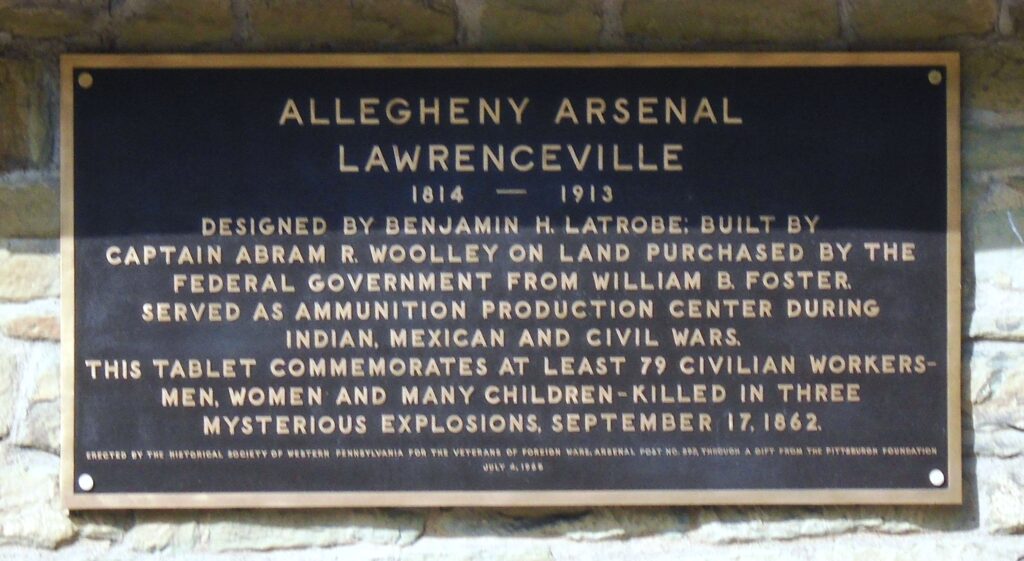 ALLEGHENY ARSENAL
LAWRENCEVILLE
1814 — 1913
DESIGNED BY BENJAMIN H. LATROBE; BUILT BY
CAPTAIN ABRAM R. WOOLLEY ON LAND PURCHASED BY THE
FEDERAL GOVERNMENT FROM WILLIAM B. FOSTER.
SERVED AS AMMUNITION PRODUCTION CENTER DURING
INDIAN, MEXICAN AND CIVIL WARS.
THIS TABLET COMMEMORATES AT LEAST 79 CIVILIAN WORKERS-
MEN, WOMEN AND MANY CHILDREN-KILLED IN THREE
MYSTERIOUS EXPLOSIONS, SEPTEMBER 17, 1862.
ERECTED BY THE HISTORICAL SOCIETY OF WESTERN PENNSYLVANIA FOR THE VETERANS OF FOREIGN WARS, ARSENAL POST NO. THROUGH A GIFT FROM THE PITTSBURGH FOUNDATION
JULY 4,